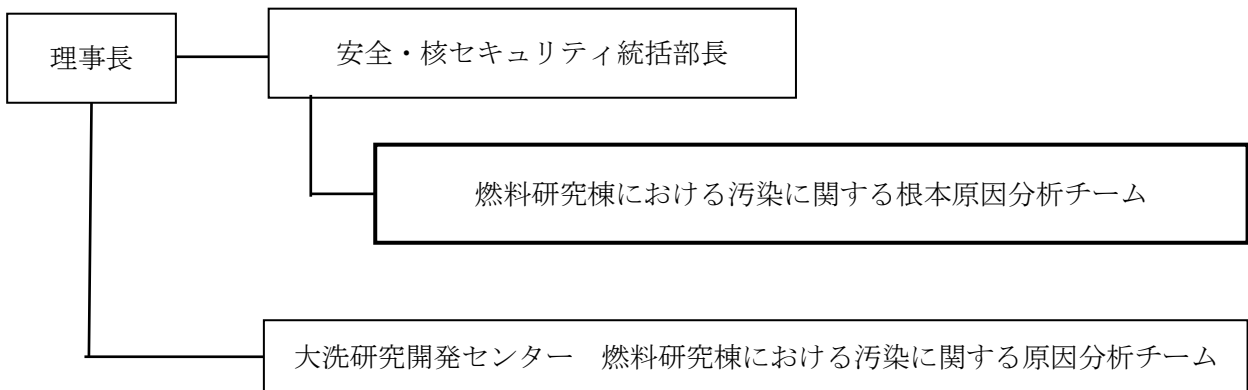 理事長
安全・核セキュリティ統括部長
燃料研究棟における汚染に関する根本原因分析チーム
大洗研究開発センター　燃料研究棟における汚染に関する原因分析チーム